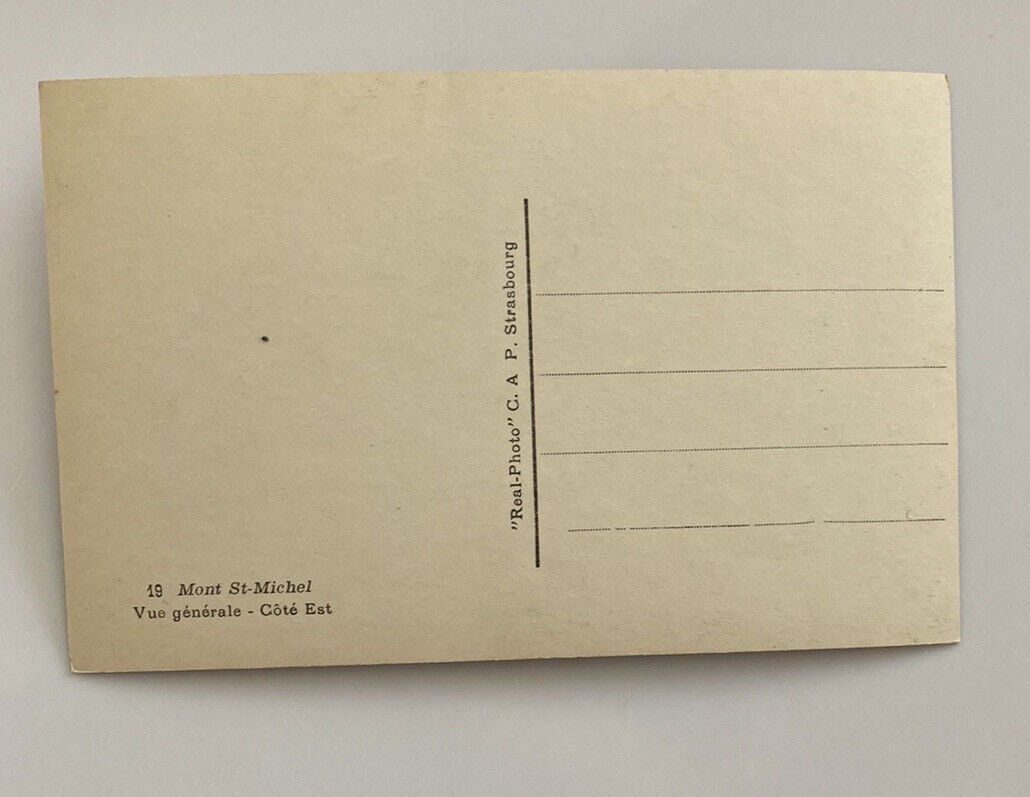 19 Mont St-Michel
Vue générale - Côté Est
"Real-Photo" C. A P. Strasbourg